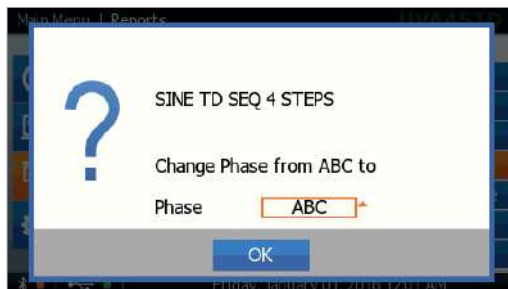 Main Menu | Reports
?
SINE TD SEQ 4 STEPS
Change Phase from ABC to
Phase ABC
OK
Friday, January 01, 2016 12:01 AM